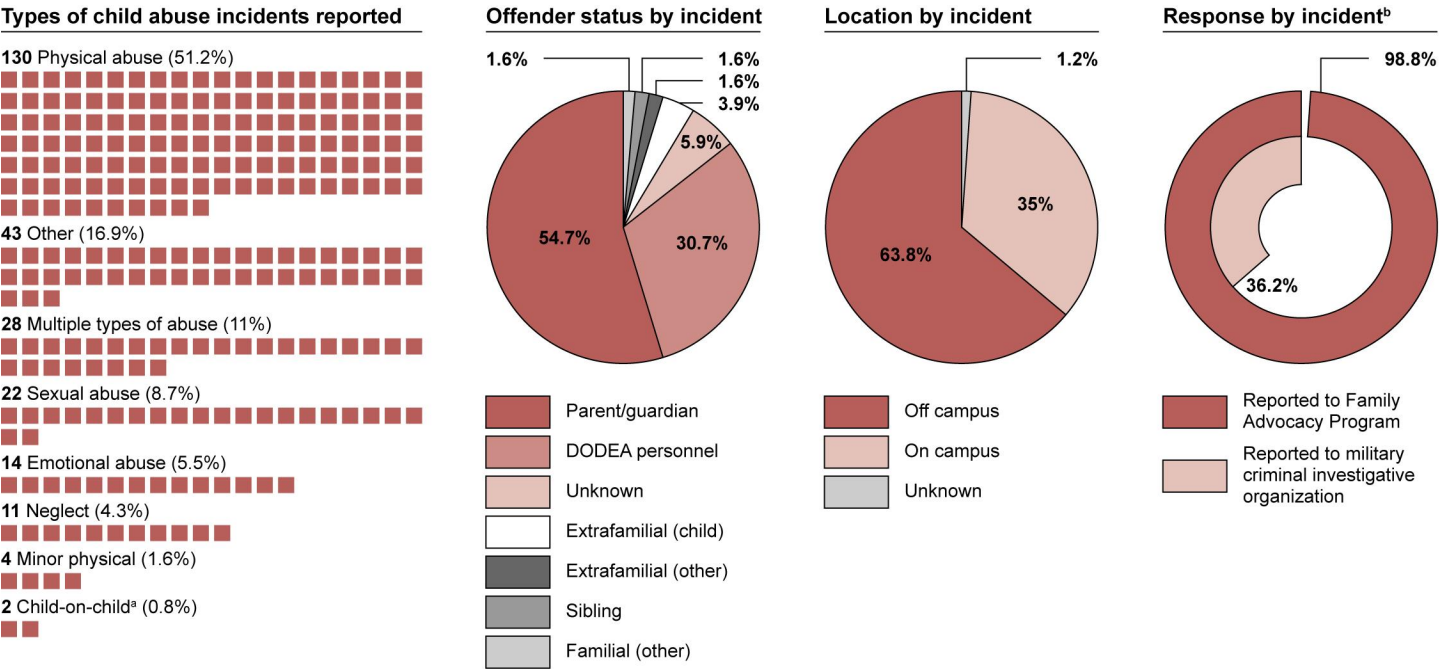 Types of child abuse incidents reported
130 Physical abuse (51.2%)
43 Other (16.9%)
28 Multiple types of abuse (11%)
22 Sexual abuse (8.7%)
14 Emotional abuse (5.5%)
11 Neglect (4.3%)
4 Minor physical (1.6%)
2 Child-on-childᵃ (0.8%)
Offender status by incident
1.6%
1.6%
1.6%
3.9%
5.9%
54.7%
30.7%
Parent/guardian
DODEA personnel
Unknown
Extrafamilial (child)
Extrafamilial (other)
Sibling
Familial (other)
Location by incident
1.2%
35%
63.8%
Off campus
On campus
Unknown
Response by incidentᵇ
98.8%
36.2%
Reported to Family
Advocacy Program
Reported to military
criminal investigative
organization